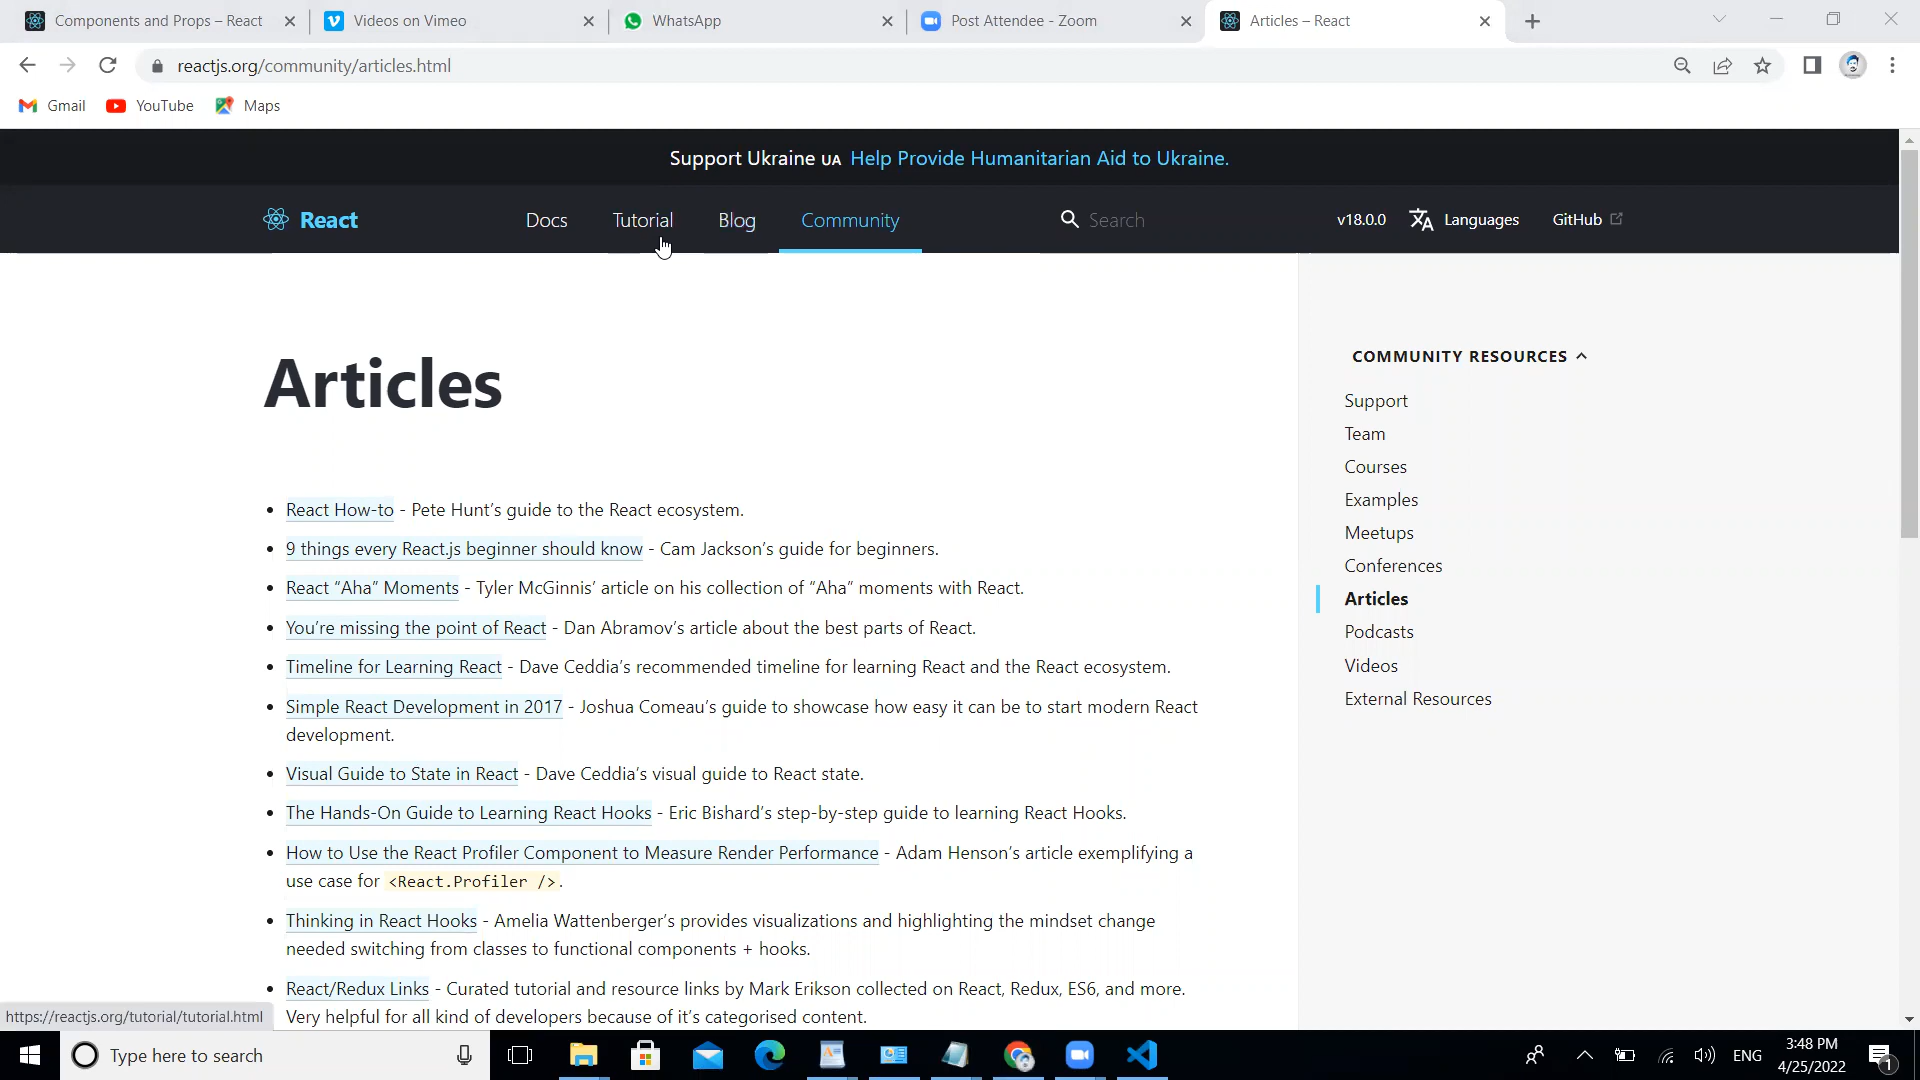 Components and Props – React
Videos on Vimeo
WhatsApp
Post Attendee - Zoom
Articles – React
reactjs.org/community/articles.html
Gmail
YouTube
Maps
Support Ukraine UA Help Provide Humanitarian Aid to Ukraine.
React
Docs
Tutorial
Blog
Community
Search
v18.0.0
Languages
GitHub
Articles
React How-to - Pete Hunt’s guide to the React ecosystem.
9 things every React.js beginner should know - Cam Jackson’s guide for beginners.
React “Aha” Moments - Tyler McGinnis’ article on his collection of “Aha” moments with React.
You’re missing the point of React - Dan Abramov’s article about the best parts of React.
Timeline for Learning React - Dave Ceddia’s recommended timeline for learning React and the React ecosystem.
Simple React Development in 2017 - Joshua Comeau’s guide to showcase how easy it can be to start modern React
development.
Visual Guide to State in React - Dave Ceddia’s visual guide to React state.
The Hands-On Guide to Learning React Hooks - Eric Bishard’s step-by-step guide to learning React Hooks.
How to Use the React Profiler Component to Measure Render Performance - Adam Henson’s article exemplifying a
use case for <React.Profiler />.
Thinking in React Hooks - Amelia Wattenberger’s provides visualizations and highlighting the mindset change
needed switching from classes to functional components + hooks.
React/Redux Links - Curated tutorial and resource links by Mark Erikson collected on React, Redux, ES6, and more.
Very helpful for all kind of developers because of it’s categorised content.
COMMUNITY RESOURCES
Support
Team
Courses
Examples
Meetups
Conferences
Articles
Podcasts
Videos
External Resources
https://reactjs.org/tutorial/tutorial.html
Type here to search
ENG
3:48 PM
4/25/2022
1